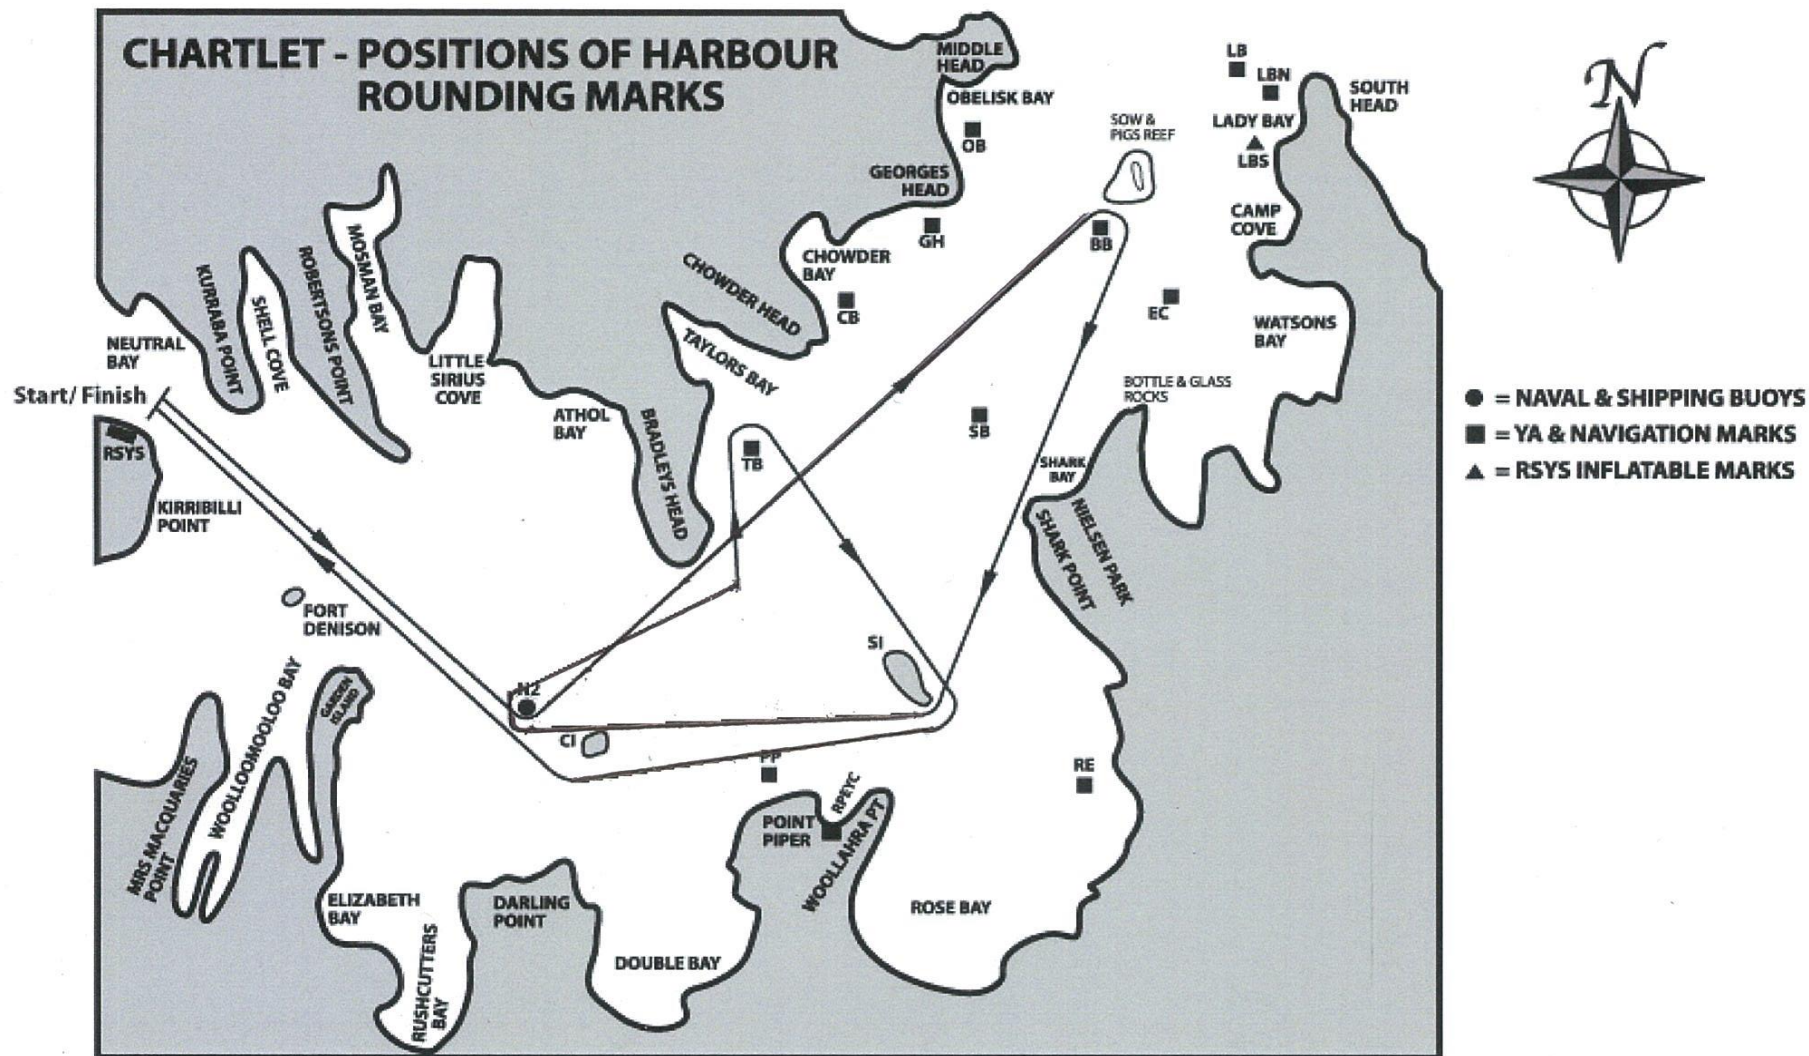 CHARTLET - POSITIONS OF HARBOUR
ROUNDING MARKS
MIDDLE
HEAD
OBELISK BAY
OB
GEORGES
HEAD
GH
CHOWDER
BAY
CB
CHOWDER HEAD
TAYLORS BAY
TB
SOW &
PIGS REEF
BB
LB
LBN
LADY BAY
LBS
SOUTH
HEAD
CAMP
COVE
EC
WATSONS
BAY
BOTTLE & GLASS
ROCKS
SB
SHARK
BAY
NIELSEN PARK
SHARK POINT
N
● = NAVAL & SHIPPING BUOYS
■ = YA & NAVIGATION MARKS
▲ = RSYS INFLATABLE MARKS
NEUTRAL
BAY
KURRABA POINT
SHELL COVE
ROBERTSONS POINT
MOSMAN BAY
LITTLE
SIRIUS
COVE
ATHOL
BAY
BRADLEYS HEAD
Start/ Finish
RSYS
KIRRIBILLI
POINT
FORT
DENISON
SI
N2
CI
PP
RE
GARDEN
ISLAND
WOOLLOOMOOLOO BAY
MRS MACQUARIES
POINT
ELIZABETH
BAY
RUSHCUTTERS
BAY
DARLING
POINT
DOUBLE BAY
POINT
PIPER
RPEYC
WOOLLAHRA PT
ROSE BAY